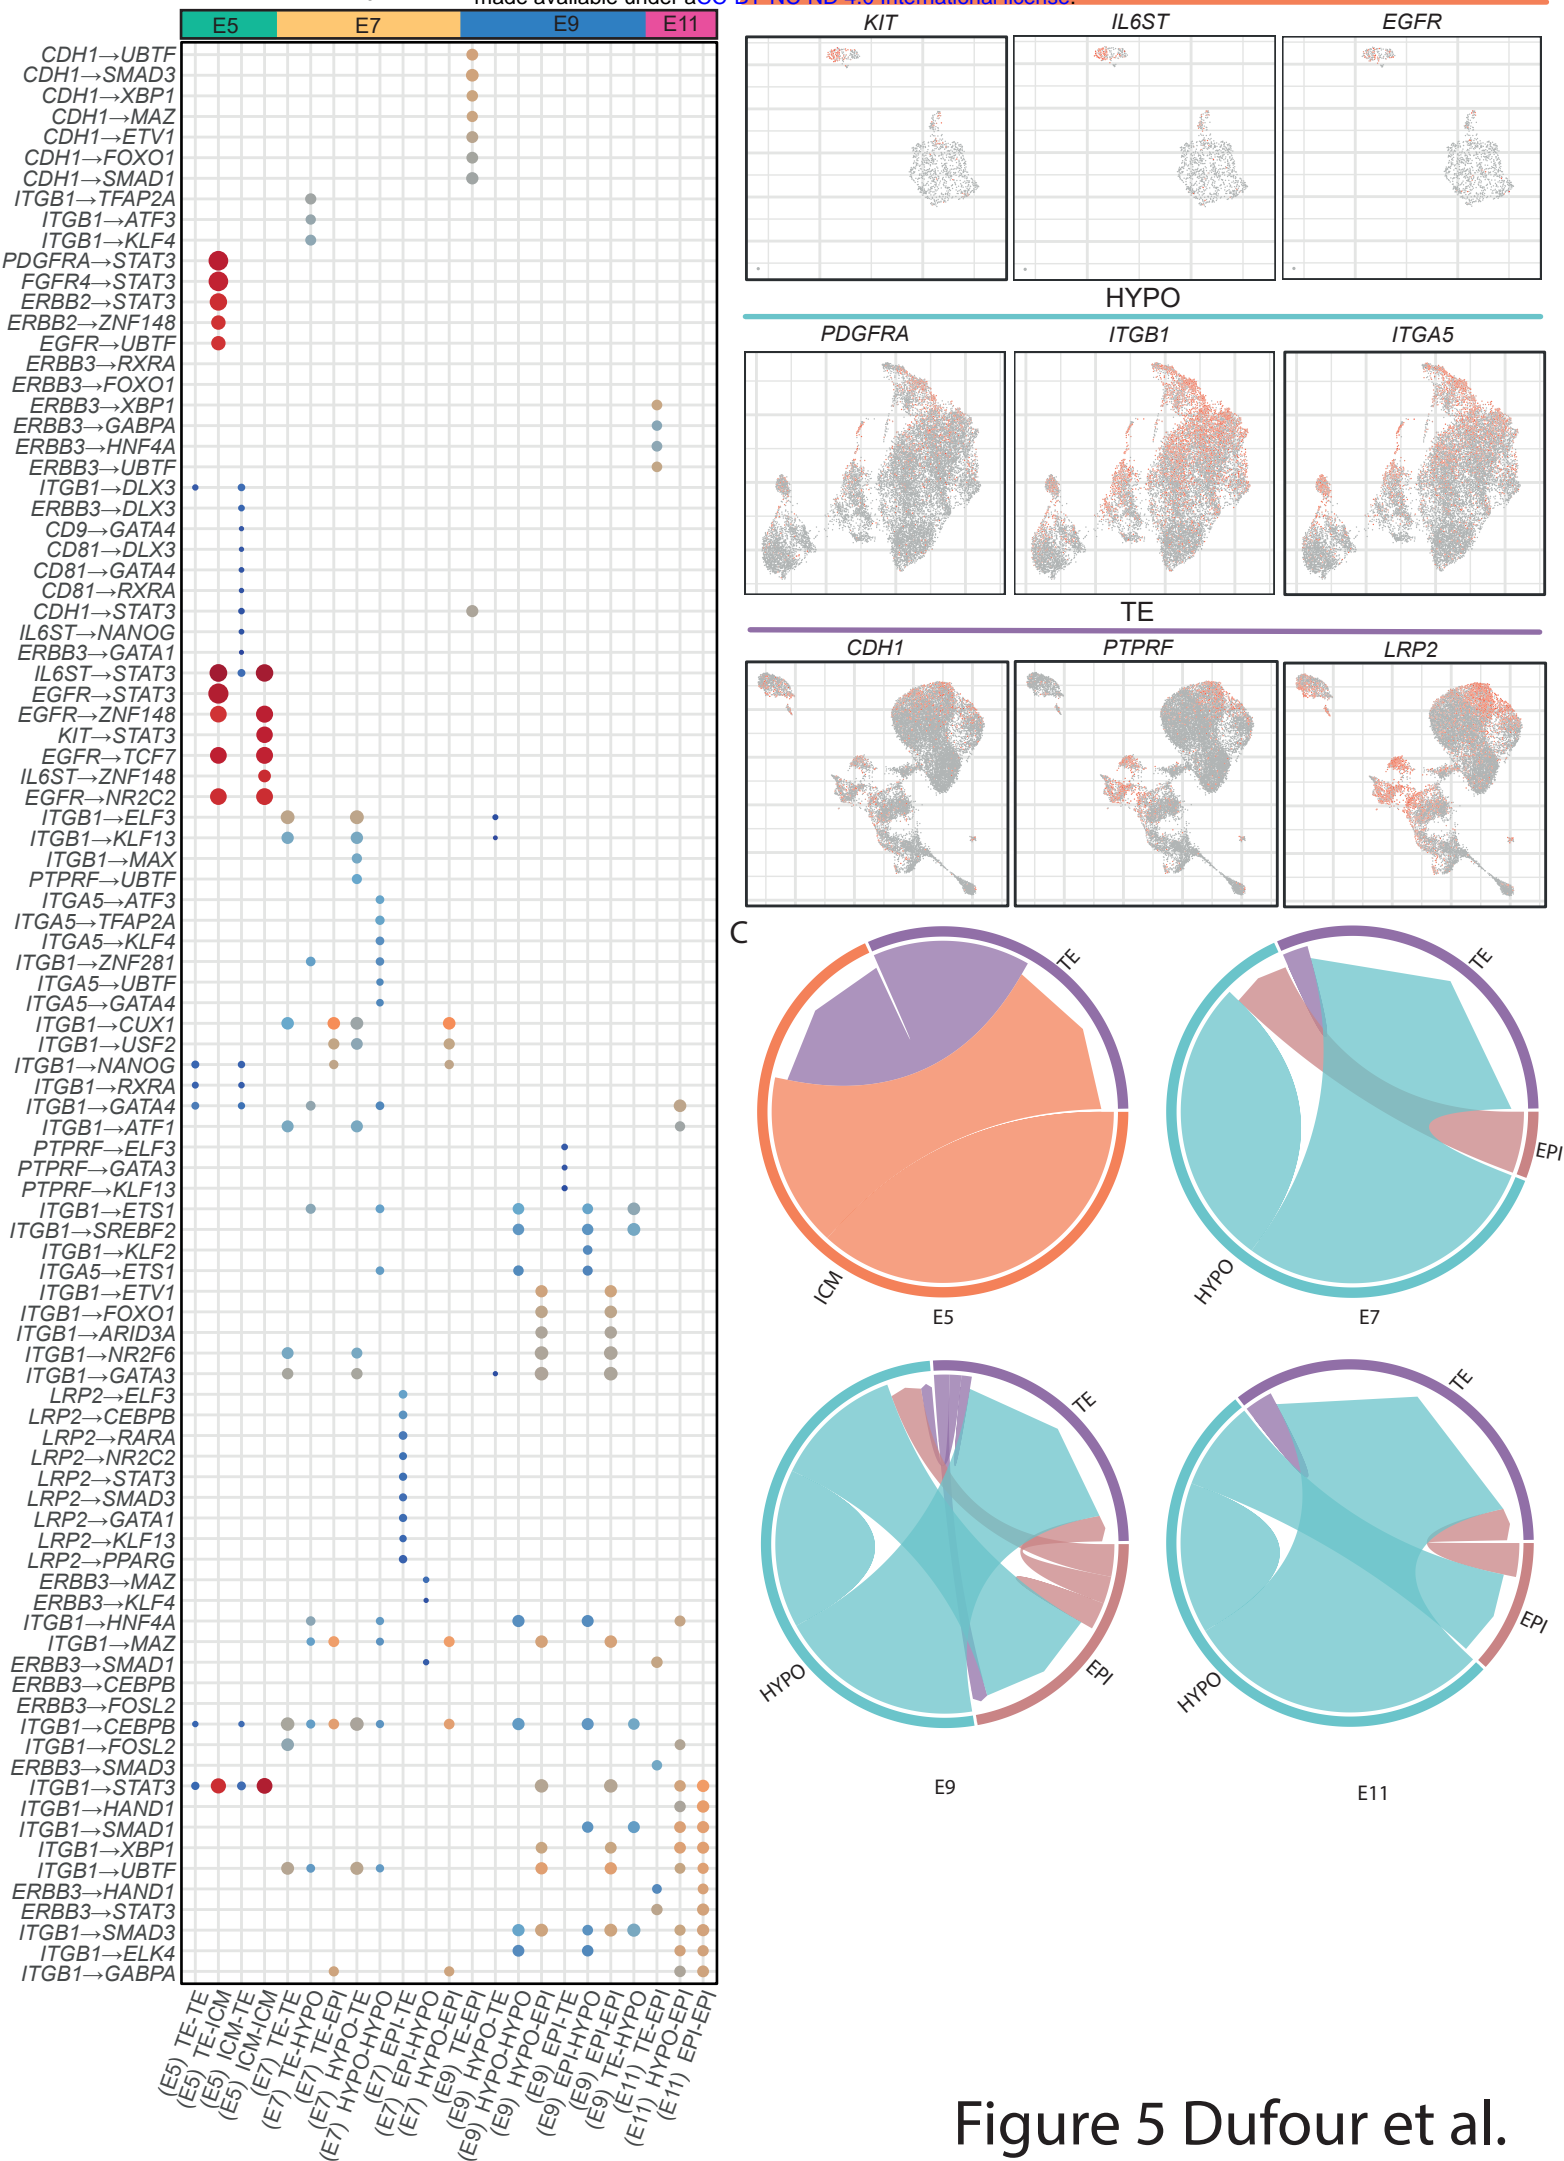 made available under aCC-BY-NC-ND 4.0 International license.
E5 E7 E9 E11
CDH1→UBTF
CDH1→SMAD3
CDH1→XBP1
CDH1→MAZ
CDH1→ETV1
CDH1→FOXO1
CDH1→SMAD1
ITGB1→TFAP2A
ITGB1→ATF3
ITGB1→KLF4
PDGFRA→STAT3
FGFR4→STAT3
ERBB2→STAT3
ERBB2→ZNF148
EGFR→UBTF
ERBB3→RXRA
ERBB3→FOXO1
ERBB3→XBP1
ERBB3→GABPA
ERBB3→HNF4A
ERBB3→UBTF
ITGB1→DLX3
ERBB3→DLX3
CD9→GATA4
CD81→DLX3
CD81→GATA4
CD81→RXRA
CDH1→STAT3
IL6ST→NANOG
ERBB3→GATA1
IL6ST→STAT3
EGFR→STAT3
EGFR→ZNF148
KIT→STAT3
EGFR→TCF7
IL6ST→ZNF148
EGFR→NR2C2
ITGB1→ELF3
ITGB1→KLF13
ITGB1→MAX
PTPRF→UBTF
ITGA5→ATF3
ITGA5→TFAP2A
ITGA5→KLF4
ITGB1→ZNF281
ITGA5→UBTF
ITGA5→GATA4
ITGB1→CUX1
ITGB1→USF2
ITGB1→NANOG
ITGB1→RXRA
ITGB1→GATA4
ITGB1→ATF1
PTPRF→ELF3
PTPRF→GATA3
PTPRF→KLF13
ITGB1→ETS1
ITGB1→SREBF2
ITGB1→KLF2
ITGA5→ETS1
ITGB1→ETV1
ITGB1→FOXO1
ITGB1→ARID3A
ITGB1→NR2F6
ITGB1→GATA3
LRP2→ELF3
LRP2→CEBPB
LRP2→RARA
LRP2→NR2C2
LRP2→STAT3
LRP2→SMAD3
LRP2→GATA1
LRP2→KLF13
LRP2→PPARG
ERBB3→MAZ
ERBB3→KLF4
ITGB1→HNF4A
ITGB1→MAZ
ERBB3→SMAD1
ERBB3→CEBPB
ERBB3→FOSL2
ITGB1→CEBPB
ITGB1→FOSL2
ERBB3→SMAD3
ITGB1→STAT3
ITGB1→HAND1
ITGB1→SMAD1
ITGB1→XBP1
ITGB1→UBTF
ERBB3→HAND1
ERBB3→STAT3
ITGB1→SMAD3
ITGB1→ELK4
ITGB1→GABPA
(E5) TE-TE
(E5) TE-ICM
(E5) ICM-TE
(E5) ICM-ICM
(E7) TE-TE
(E7) TE-HYPO
(E7) TE-EPI
(E7) HYPO-TE
(E7) HYPO-HYPO
(E7) EPI-TE
(E7) EPI-HYPO
(E7) HYPO-EPI
(E9) TE-EPI
(E9) HYPO-TE
(E9) HYPO-HYPO
(E9) HYPO-EPI
(E9) EPI-TE
(E9) EPI-HYPO
(E9) EPI-EPI
(E9) TE-HYPO
(E11) TE-EPI
(E11) HYPO-EPI
(E11) EPI-EPI
KIT IL6ST EGFR
HYPO
PDGFRA ITGB1 ITGA5
TE
CDH1 PTPRF LRP2
C
TE
ICM
E5
TE
EPI
HYPO
E7
TE
EPI
HYPO
E9
TE
EPI
HYPO
E11
Figure 5 Dufour et al.